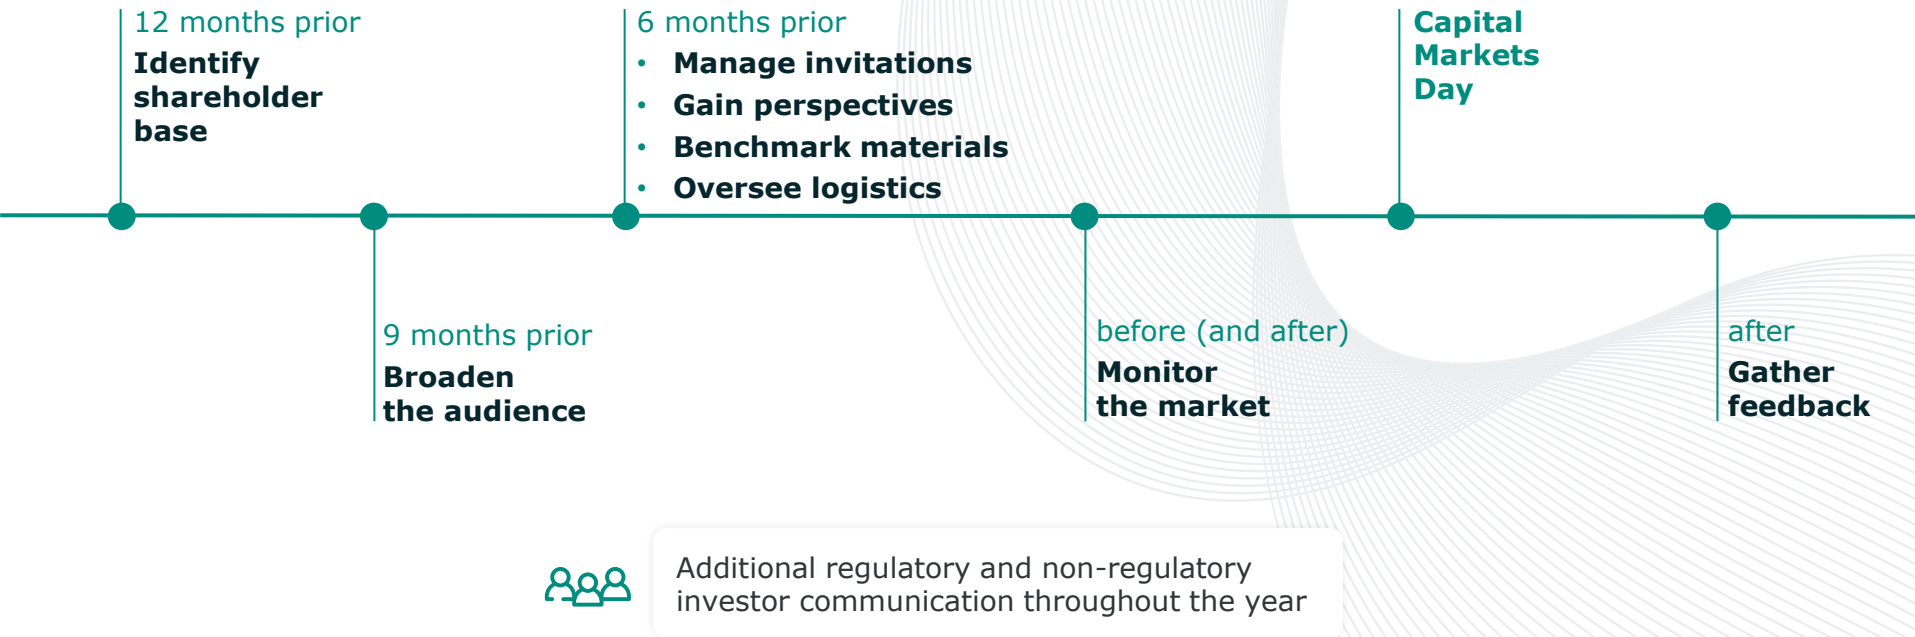 12 months prior
Identify
shareholder
base
9 months prior
Broaden
the audience
6 months prior
• Manage invitations
• Gain perspectives
• Benchmark materials
• Oversee logistics
before (and after)
Monitor
the market
Capital
Markets
Day
after
Gather
feedback
Additional regulatory and non-regulatory
investor communication throughout the year